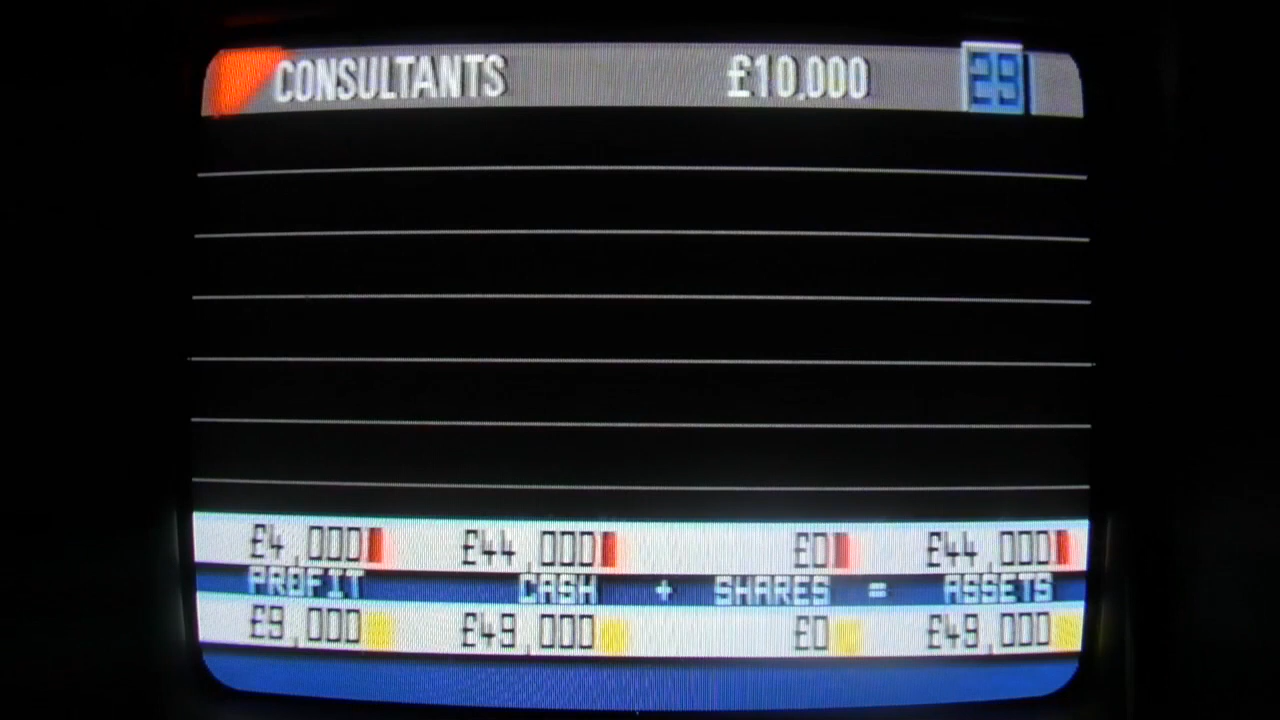 CONSULTANTS £10,000 29
£4,000 £44,000 £0 £44,000
PROFIT CASH + SHARES = ASSETS
£9,000 £49,000 £0 £49,000